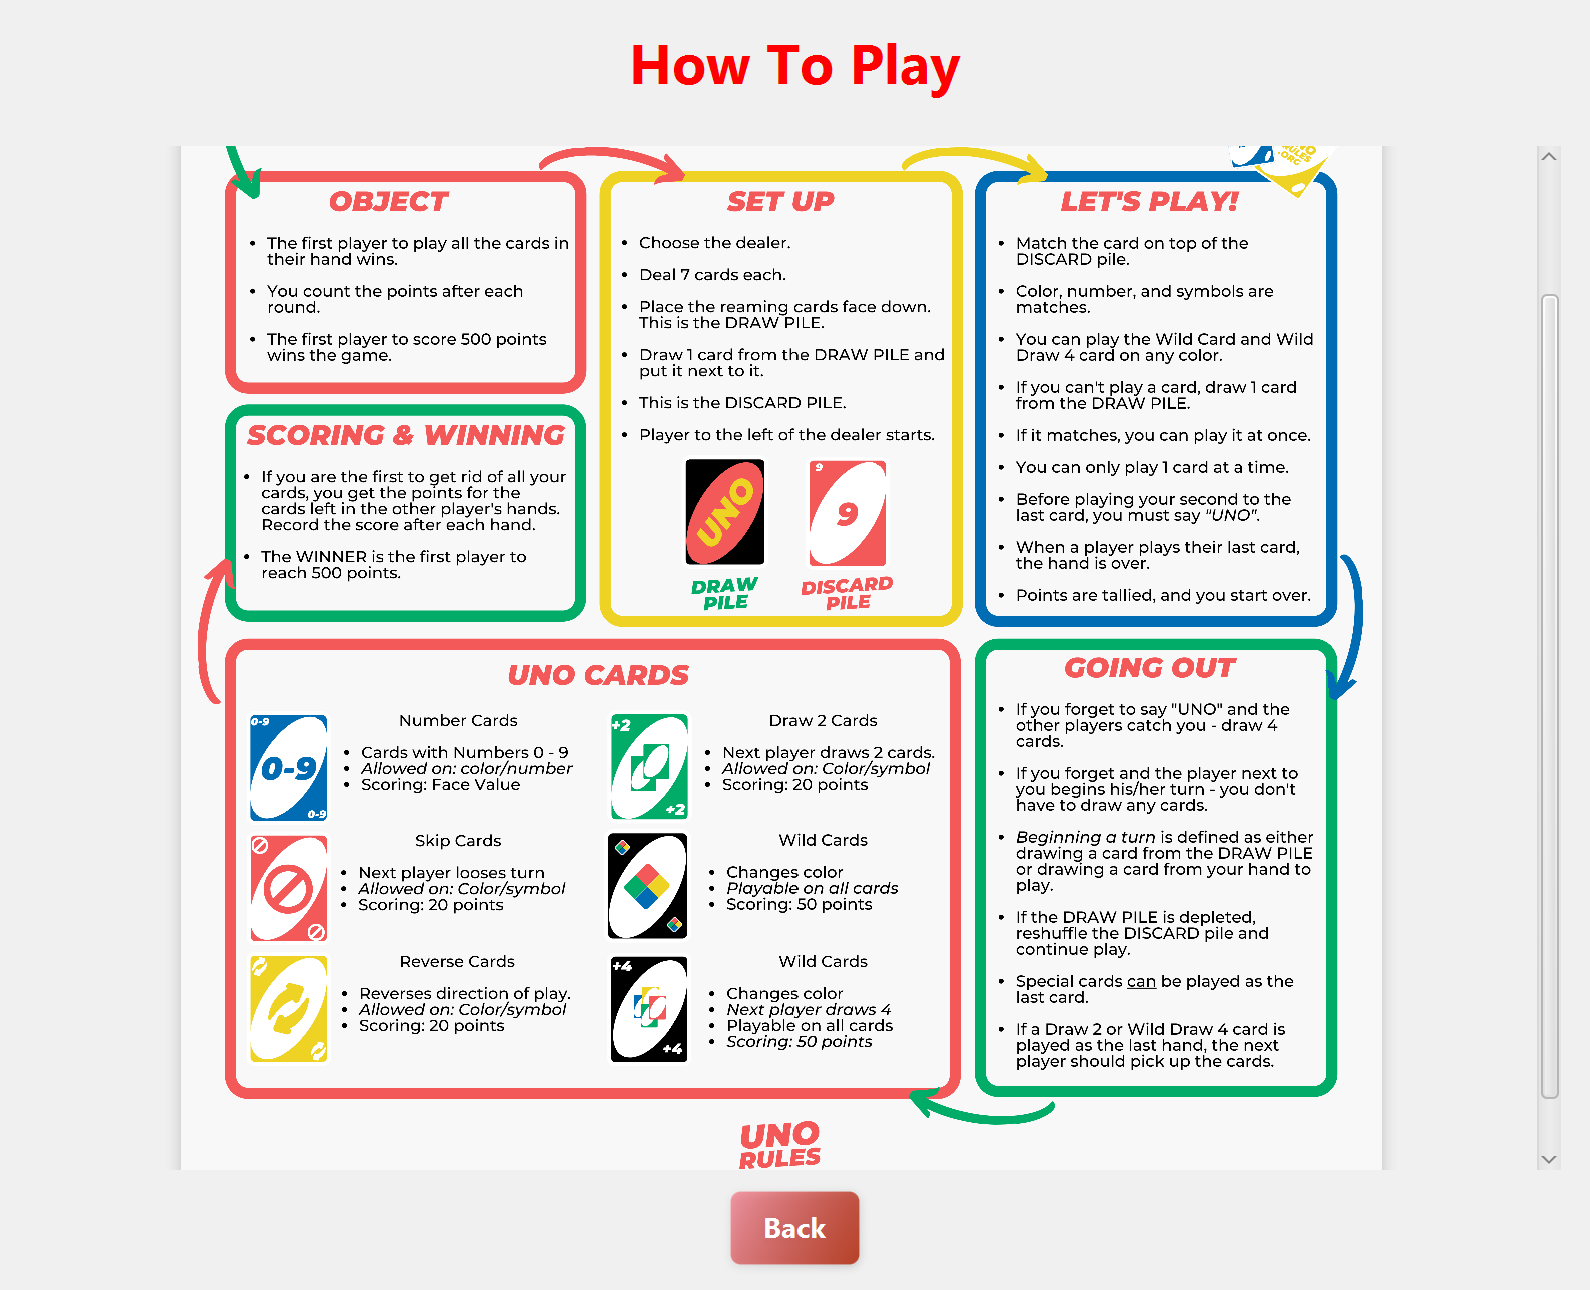 How To Play
RULES
.ORG
OBJECT
• The first player to play all the cards in
their hand wins.
• You count the points after each
round.
• The first player to score 500 points
wins the game.
SET UP
• Choose the dealer.
• Deal 7 cards each.
• Place the reaming cards face down.
This is the DRAW PILE.
• Draw 1 card from the DRAW PILE and
put it next to it.
• This is the DISCARD PILE.
• Player to the left of the dealer starts.
UNO
9
9
DRAW
PILE
DISCARD
PILE
LET'S PLAY!
• Match the card on top of the
DISCARD pile.
• Color, number, and symbols are
matches.
• You can play the Wild Card and Wild
Draw 4 card on any color.
• If you can't play a card, draw 1 card
from the DRAW PILE.
• If it matches, you can play it at once.
• You can only play 1 card at a time.
• Before playing your second to the
last card, you must say "UNO".
• When a player plays their last card,
the hand is over.
• Points are tallied, and you start over.
GOING OUT
• If you forget to say "UNO" and the
other players catch you - draw 4
cards.
• If you forget and the player next to
you begins his/her turn - you don't
have to draw any cards.
• Beginning a turn is defined as either
drawing a card from the DRAW PILE
or drawing a card from your hand to
play.
• If the DRAW PILE is depleted,
reshuffle the DISCARD pile and
continue play.
• Special cards can be played as the
last card.
• If a Draw 2 or Wild Draw 4 card is
played as the last hand, the next
player should pick up the cards.
UNO CARDS
0-9
0-9
0-9
Number Cards
• Cards with Numbers 0 - 9
• Allowed on: color/number
• Scoring: Face Value
Skip Cards
• Next player looses turn
• Allowed on: Color/symbol
• Scoring: 20 points
Reverse Cards
• Reverses direction of play.
• Allowed on: Color/symbol
• Scoring: 20 points
+2
+2
Draw 2 Cards
• Next player draws 2 cards.
• Allowed on: Color/symbol
• Scoring: 20 points
Wild Cards
• Changes color
• Playable on all cards
• Scoring: 50 points
+4
+4
Wild Cards
• Changes color
• Next player draws 4
• Playable on all cards
• Scoring: 50 points
SCORING & WINNING
• If you are the first to get rid of all your
cards, you get the points for the
cards left in the other player's hands.
Record the score after each hand.
• The WINNER is the first player to
reach 500 points.
UNO
RULES
Back